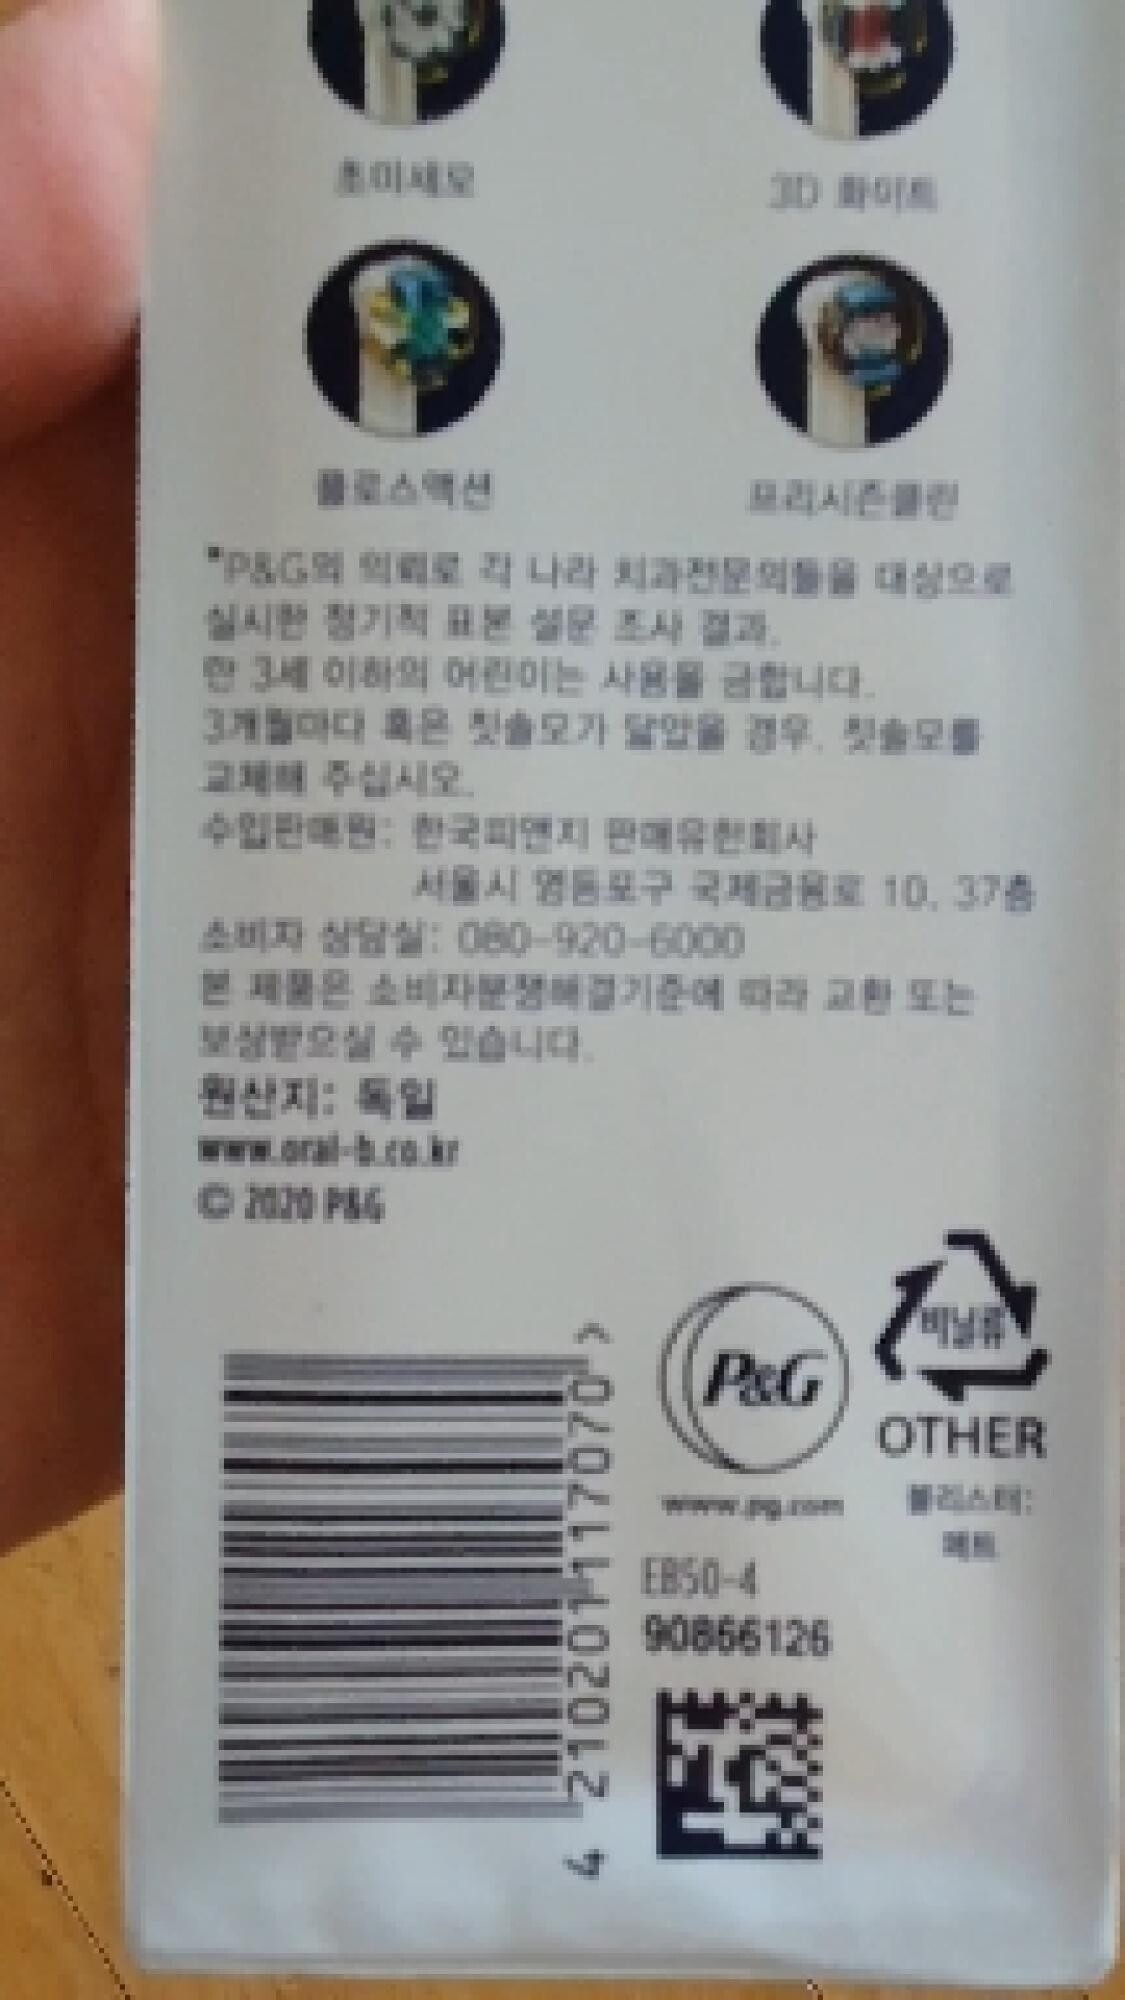 초미세모
3D 화이트
플로스액션
프리시즌클린
*P&G의 의뢰로 각 나라 치과전문의들을 대상으로
실시한 정기적 표본 설문 조사 결과.
만 3세 이하의 어린이는 사용을 금합니다.
3개월마다 혹은 칫솔모가 닳았을 경우, 칫솔모를
교체해 주십시오.
수입판매원: 한국피앤지 판매유한회사
서울시 영등포구 국제금융로 10, 37층
소비자 상담실: 080-920-6000
본 제품은 소비자분쟁해결기준에 따라 교환 또는
보상받으실 수 있습니다.
원산지: 독일
www.oral-b.co.kr
© 2020 P&G
4 210201 117070 >
P&G
www.pg.com
비닐류
OTHER
블리스터:
페트
EB50-4
90866126